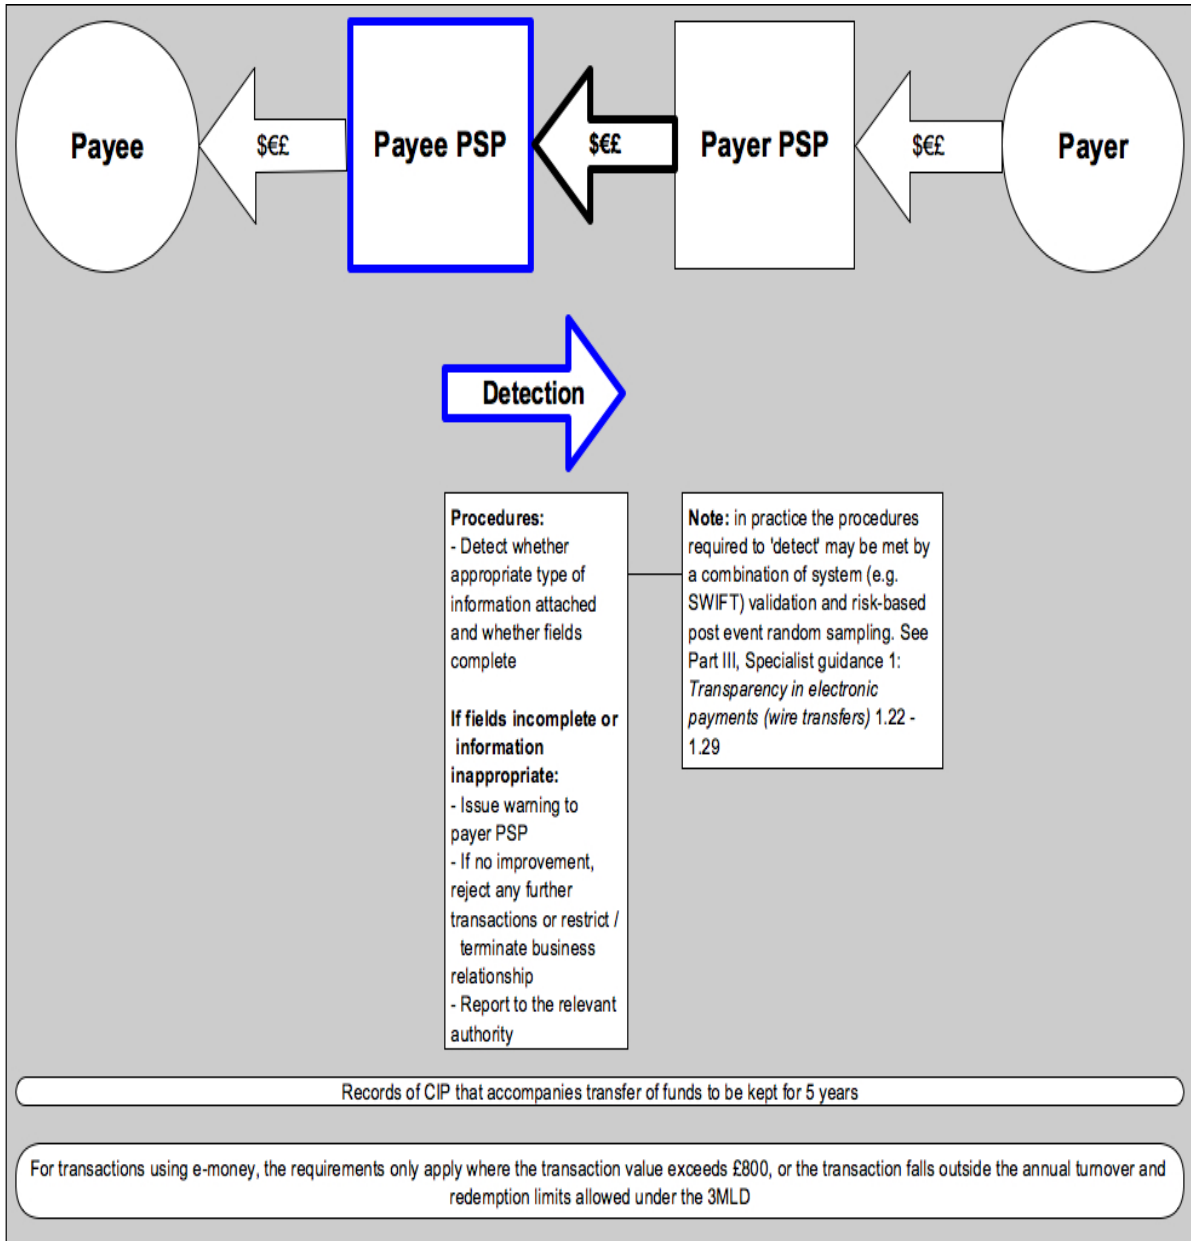 Payee
$€£
Payee PSP
$€£
Payer PSP
$€£
Payer
Detection
Procedures:
- Detect whether
appropriate type of
information attached
and whether fields
complete
If fields incomplete or
information
inappropriate:
- Issue warning to
payer PSP
- If no improvement,
reject any further
transactions or restrict /
terminate business
relationship
- Report to the relevant
authority
Note: in practice the procedures
required to 'detect' may be met by
a combination of system (e.g.
SWIFT) validation and risk-based
post event random sampling. See
Part III, Specialist guidance 1:
Transparency in electronic
payments (wire transfers) 1.22 -
1.29
Records of CIP that accompanies transfer of funds to be kept for 5 years
For transactions using e-money, the requirements only apply where the transaction value exceeds £800, or the transaction falls outside the annual turnover and
redemption limits allowed under the 3MLD